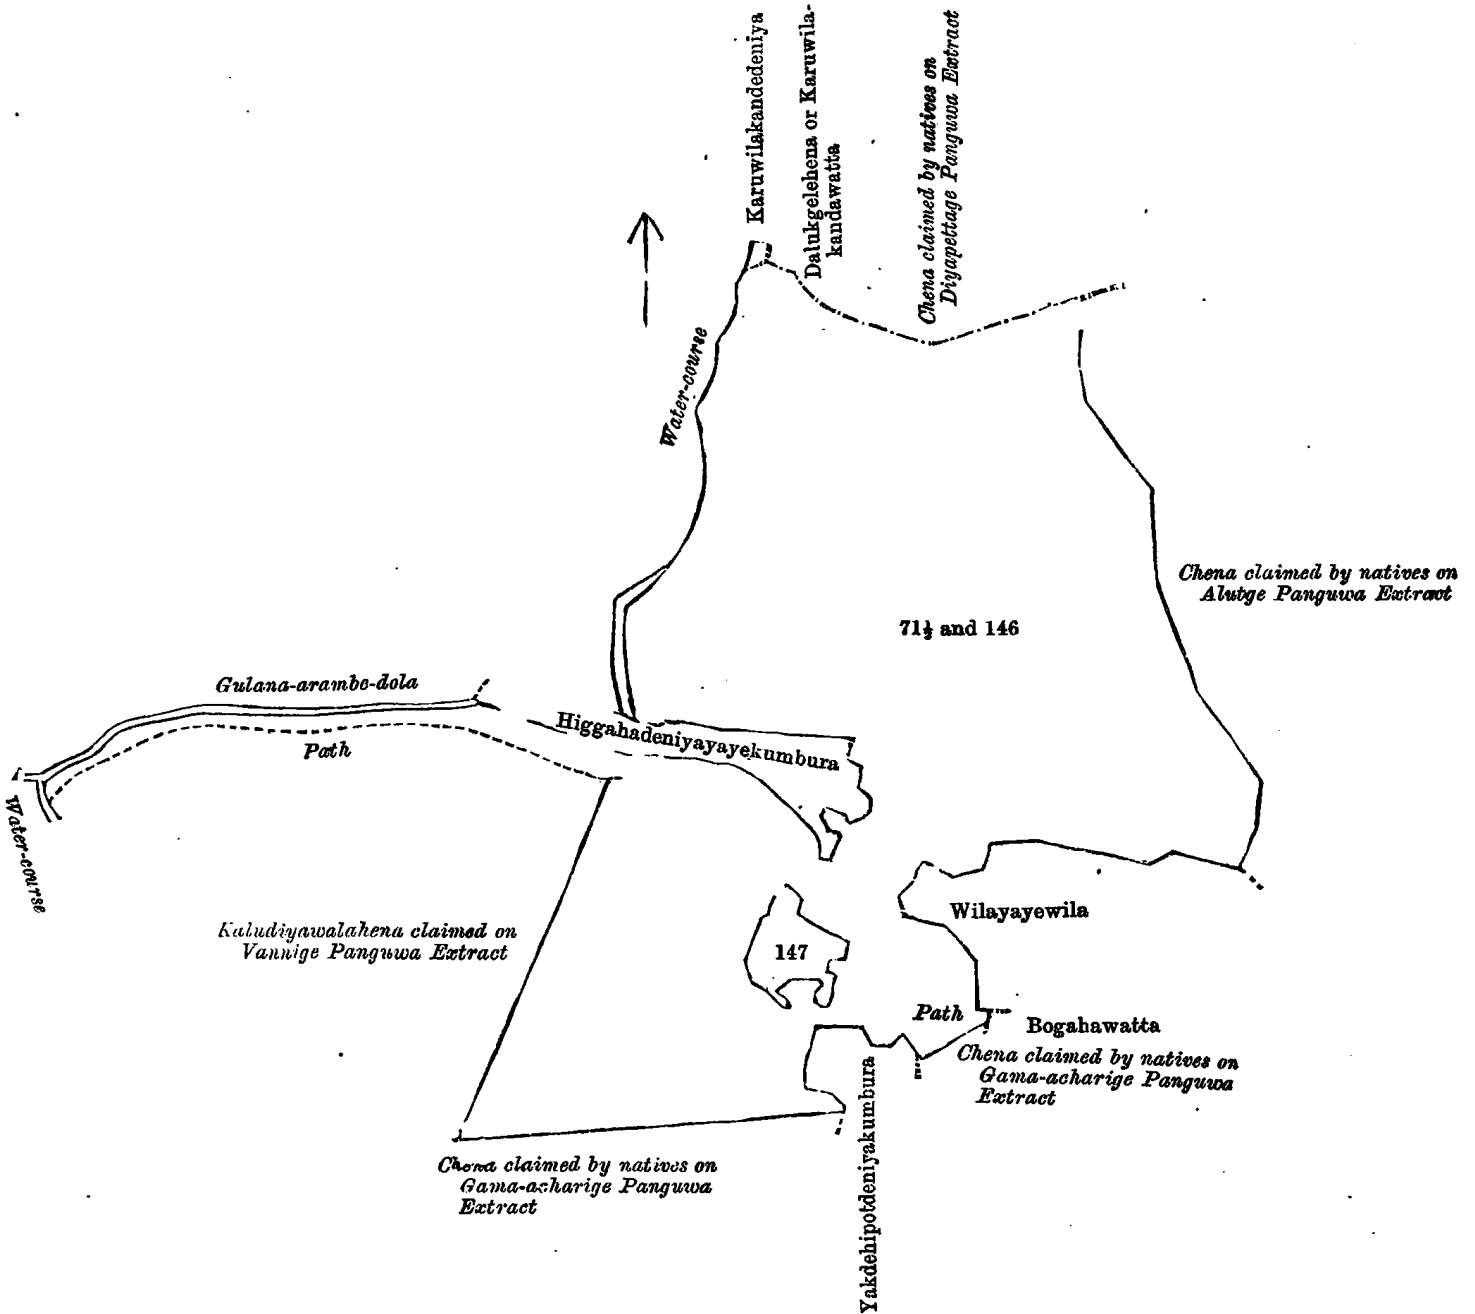 Karuwilakandedeniya
Dalukgelehena or Karuwila-
kandawatta
Chena claimed by natives on
Diyapettage Panguwa Extract
Water-course
Chena claimed by natives on
Alutge Panguwa Extract
71½ and 146
Gulana-arambe-dola
Path
Higgahadeniyayayekumbura
Water-course
Kaludiyawalahena claimed on
Vannige Panguwa Extract
Wilayayewila
147
Path
Bogahawatta
Chena claimed by natives on
Gama-acharige Panguwa
Extract
Yakdehipotdeniyakumbura
Chena claimed by natives on
Gama-acharige Panguwa
Extract